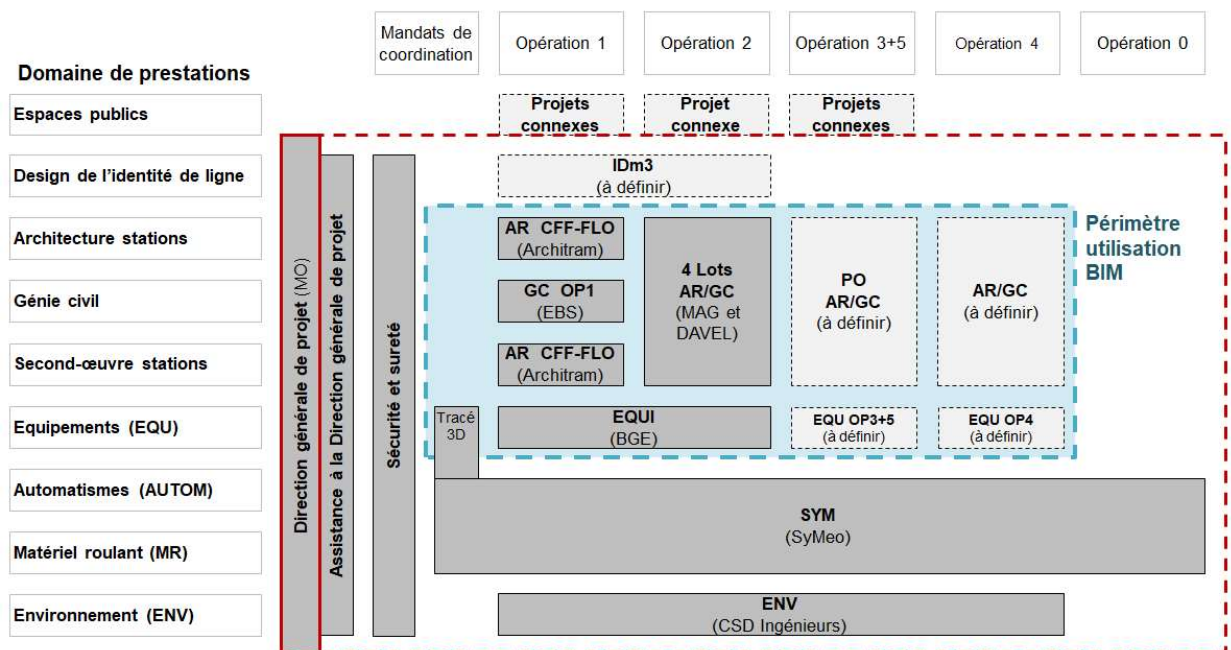 Mandats de
coordination
Opération 1
Opération 2
Opération 3+5
Opération 4
Opération 0
Domaine de prestations
Espaces publics
Projets
connexes
Projet
connexe
Projets
connexes
Design de l'identité de ligne
IDm3
(à définir)
Architecture stations
AR CFF-FLO
(Architram)
Génie civil
GC OP1
(EBS)
Second-œuvre stations
AR CFF-FLO
(Architram)
4 Lots
AR/GC
(MAG et
DAVEL)
PO
AR/GC
(à définir)
AR/GC
(à définir)
Périmètre
utilisation
BIM
Equipements (EQU)
Tracé
3D
EQUI
(BGE)
EQU OP3+5
(à définir)
EQU OP4
(à définir)
Automatismes (AUTOM)
Matériel roulant (MR)
SYM
(SyMeo)
Environnement (ENV)
ENV
(CSD Ingénieurs)
Direction générale de projet (MO)
Assistance à la Direction générale de projet
Sécurité et sureté